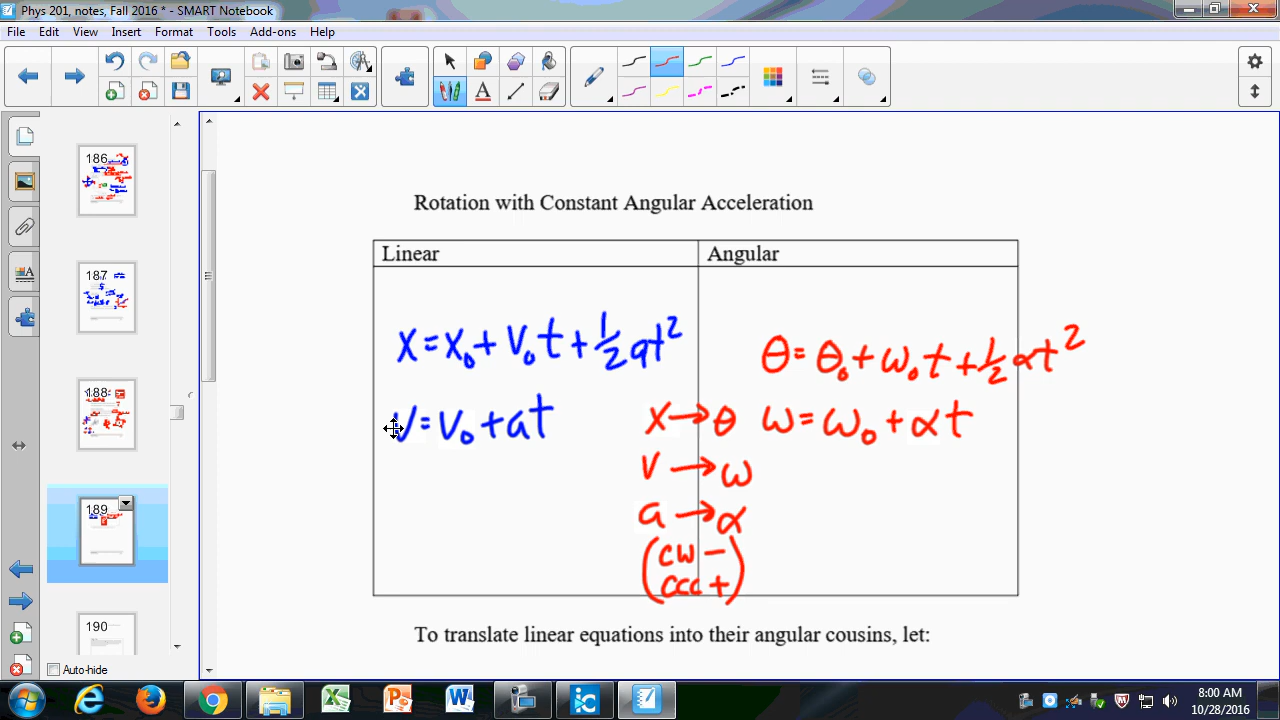 Phys 201, notes, Fall 2016 * - SMART Notebook
File Edit View Insert Format Tools Add-ons Help
186
187
188
189
190
Auto-hide
Rotation with Constant Angular Acceleration
Linear Angular
x = x₀ + v₀t + ½at² θ = θ₀ + ω₀t + ½αt²
v = v₀ + at x → θ ω = ω₀ + αt
v → ω
a → α
(cw −
ccw +)
To translate linear equations into their angular cousins, let:
8:00 AM
10/28/2016